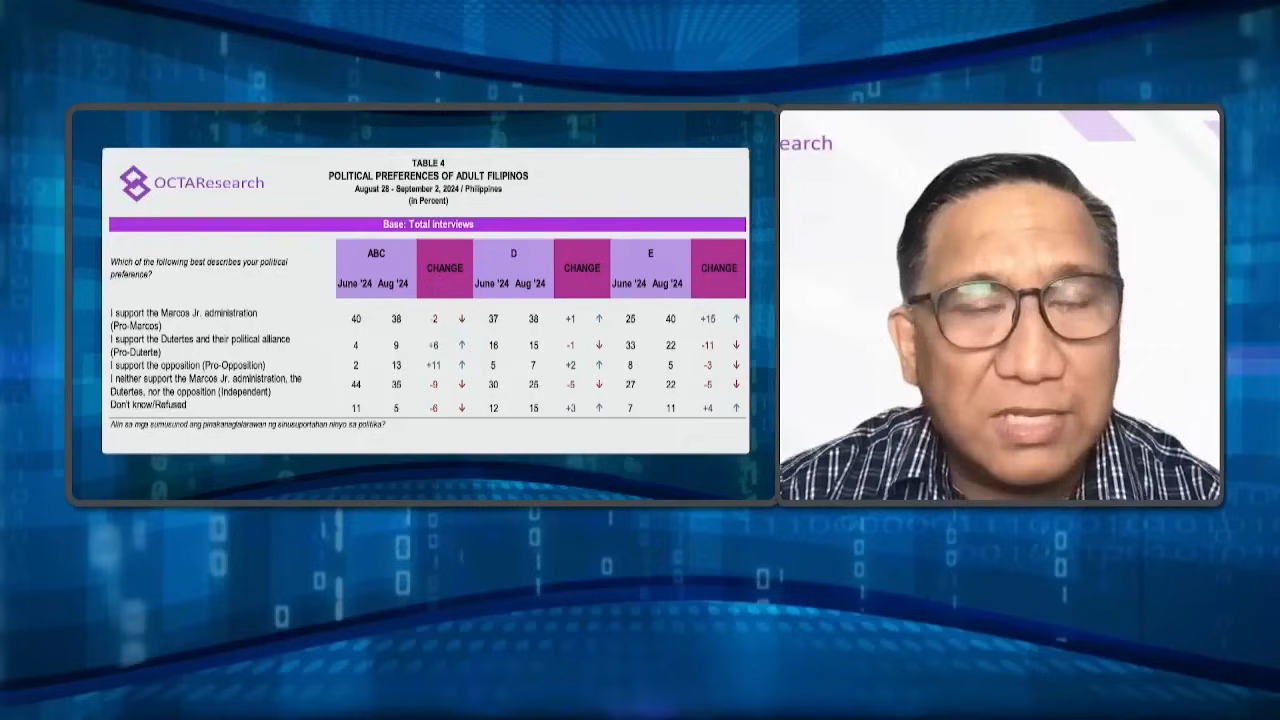 OCTAResearch
TABLE 4
POLITICAL PREFERENCES OF ADULT FILIPINOS
August 28 - September 2, 2024 / Philippines
(In Percent)
Base: Total interviews
Which of the following best describes your political preference?
ABC CHANGE D CHANGE E CHANGE
June '24 Aug '24 June '24 Aug '24 June '24 Aug '24
I support the Marcos Jr. administration
(Pro-Marcos) 40 38 -2 ↓ 37 38 +1 ↑ 25 40 +15 ↑
I support the Dutertes and their political alliance
(Pro-Duterte) 4 9 +6 ↑ 16 15 -1 ↓ 33 22 -11 ↓
I support the opposition (Pro-Opposition) 2 13 +11 ↑ 5 7 +2 ↑ 8 5 -3 ↓
I neither support the Marcos Jr. administration, the
Dutertes, nor the opposition (Independent) 44 35 -9 ↓ 30 25 -5 ↓ 27 22 -5 ↓
Don't know/Refused 11 5 -6 ↓ 12 15 +3 ↑ 7 11 +4 ↑
Alin sa mga sumusunod ang pinakanaglalarawan ng sinusuportahan ninyo sa politika?
earch